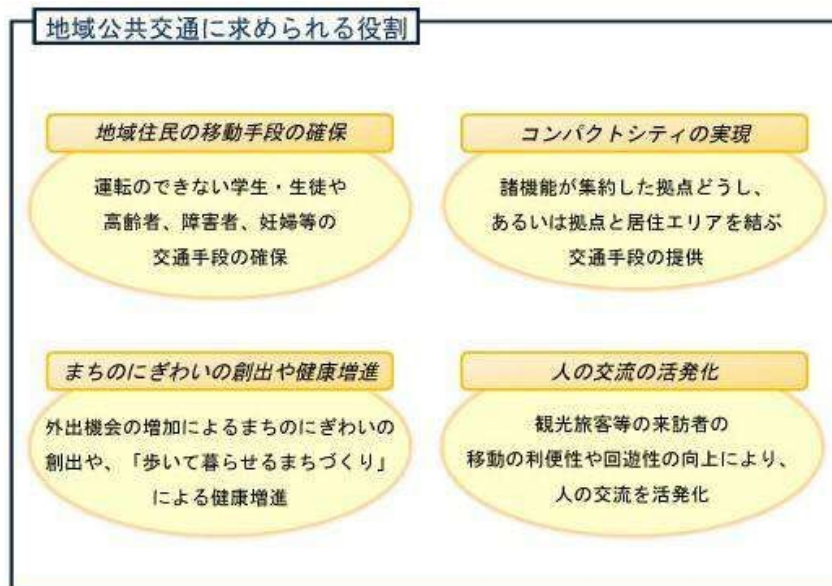 地域公共交通に求められる役割
地域住民の移動手段の確保
運転のできない学生・生徒や
高齢者、障害者、妊婦等の
交通手段の確保
コンパクトシティの実現
諸機能が集約した拠点どうし、
あるいは拠点と居住エリアを結ぶ
交通手段の提供
まちのにぎわいの創出や健康増進
外出機会の増加によるまちのにぎわいの
創出や、「歩いて暮らせるまちづくり」
による健康増進
人の交流の活発化
観光旅客等の来訪者の
移動の利便性や回遊性の向上により、
人の交流を活発化